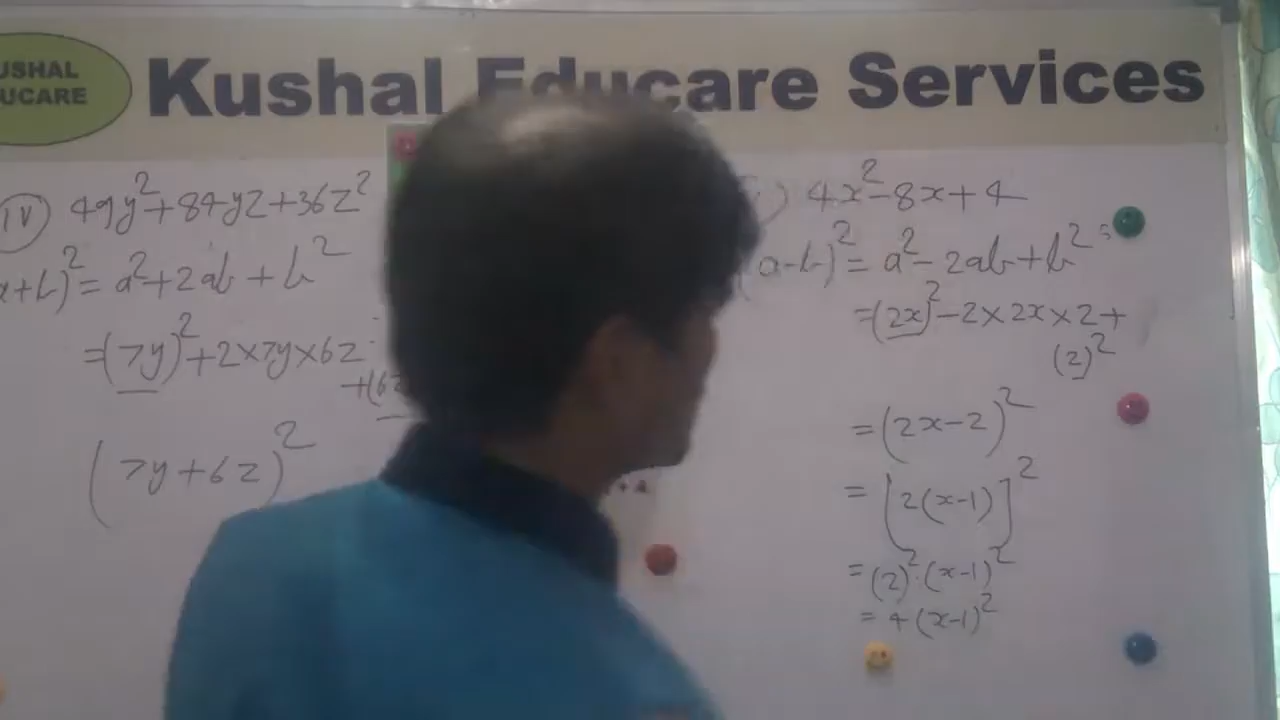 USHAL
UCARE
Kushal Educare Services
IV) 49y²+84yz+36z²
a+b)²= a²+2ab+b²
=(7y)²+2×7y×6z
+(6z
(7y+6z)²
) 4x²-8x+4
(a-b)²= a²-2ab+b²
=(2x)²-2×2x×2+
(2)²
=(2x-2)²
=[2(x-1)]²
=(2)²·(x-1)²
=4(x-1)²